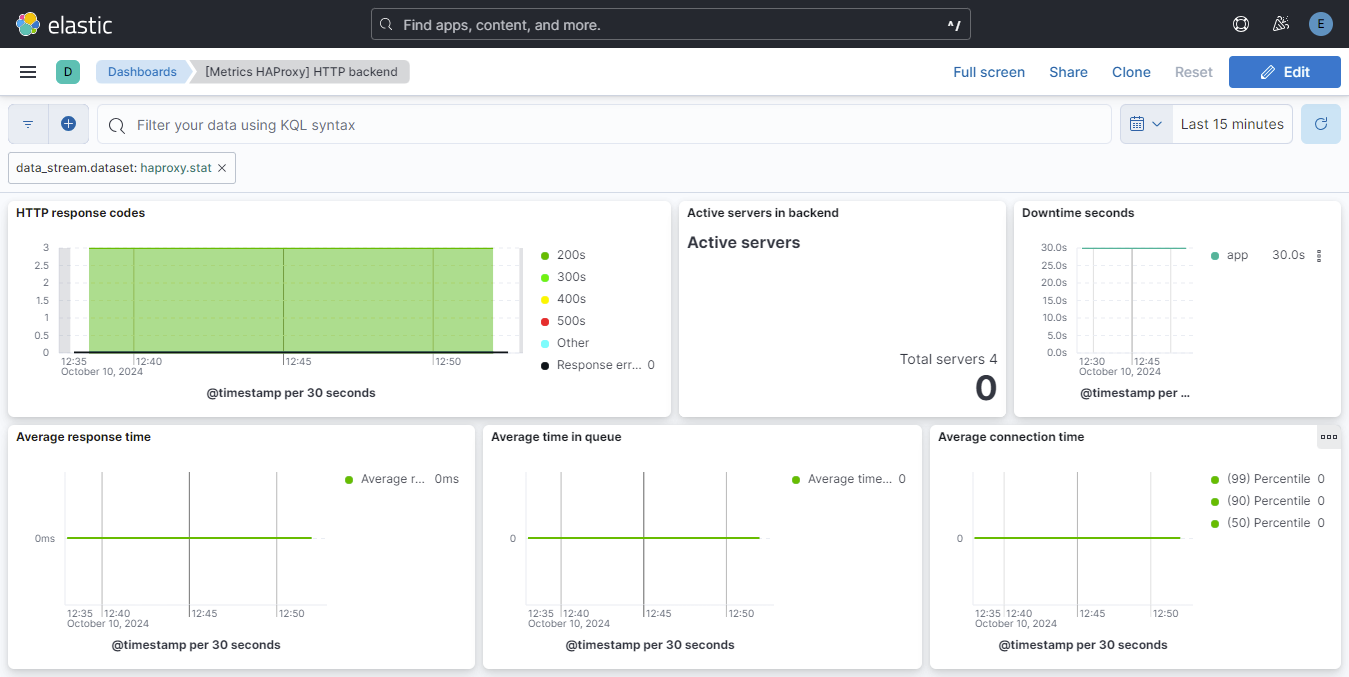 elastic
Find apps, content, and more.
^/
E
D
Dashboards
[Metrics HAProxy] HTTP backend
Full screen
Share
Clone
Reset
Edit
Filter your data using KQL syntax
Last 15 minutes
data_stream.dataset: haproxy.stat ×
HTTP response codes
3
2.5
2
1.5
1
0.5
0
12:35
12:40
12:45
12:50
October 10, 2024
@timestamp per 30 seconds
200s
300s
400s
500s
Other
Response err... 0
Active servers in backend
Active servers
Total servers 4
0
Downtime seconds
30.0s
25.0s
20.0s
15.0s
10.0s
5.0s
0.0s
12:30
12:45
October 10, 2024
@timestamp per ...
app 30.0s
Average response time
0ms
12:35
12:40
12:45
12:50
October 10, 2024
@timestamp per 30 seconds
Average r... 0ms
Average time in queue
0
12:35
12:40
12:45
12:50
October 10, 2024
@timestamp per 30 seconds
Average time... 0
Average connection time
0
12:35
12:40
12:45
12:50
October 10, 2024
@timestamp per 30 seconds
(99) Percentile 0
(90) Percentile 0
(50) Percentile 0